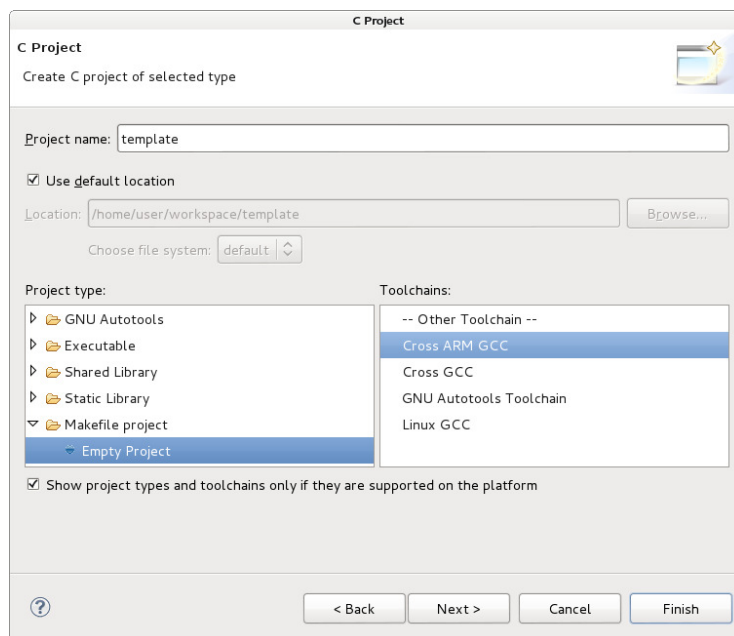 C Project
C Project
Create C project of selected type
Project name: template
Use default location
Location: /home/user/workspace/template Browse...
Choose file system: default
Project type: Toolchains:
GNU Autotools
Executable
Shared Library
Static Library
Makefile project
Empty Project
-- Other Toolchain --
Cross ARM GCC
Cross GCC
GNU Autotools Toolchain
Linux GCC
Show project types and toolchains only if they are supported on the platform
? < Back Next > Cancel Finish